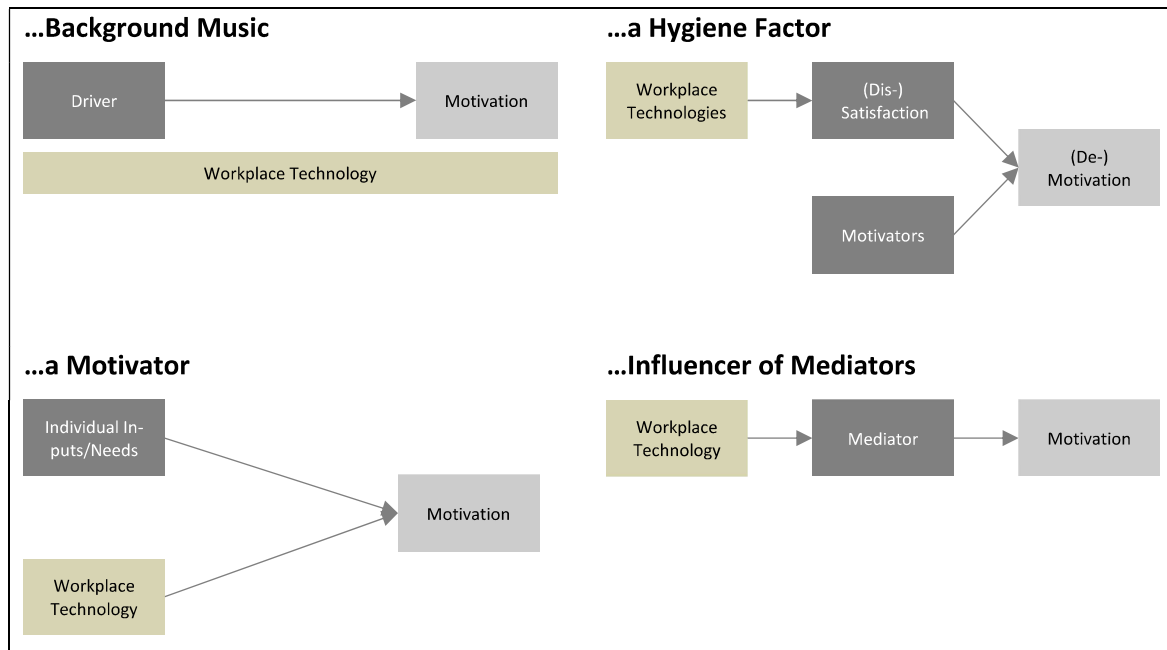 ...Background Music
Driver
Motivation
Workplace Technology
...a Hygiene Factor
Workplace
Technologies
(Dis-)
Satisfaction
Motivators
(De-)
Motivation
...a Motivator
Individual In-
puts/Needs
Workplace
Technology
Motivation
...Influencer of Mediators
Workplace
Technology
Mediator
Motivation